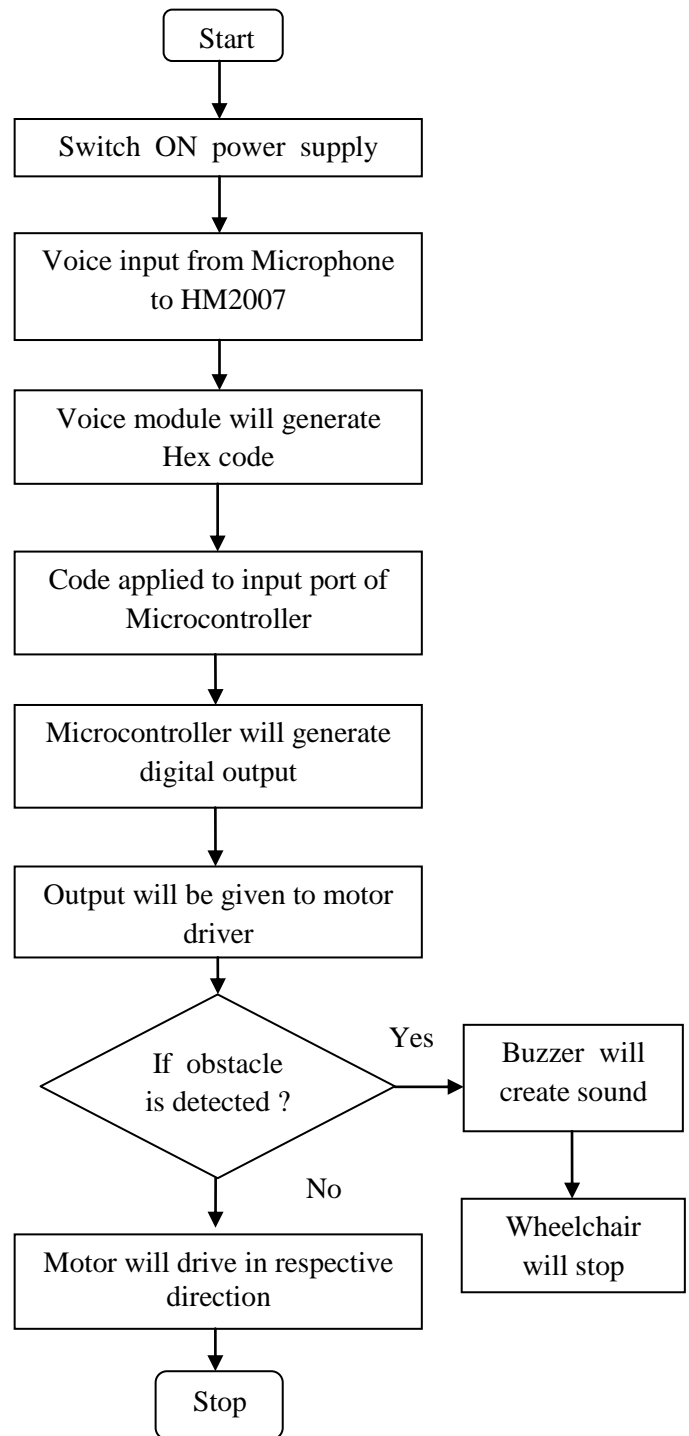 Start
Switch ON power supply
Voice input from Microphone
to HM2007
Voice module will generate
Hex code
Code applied to input port of
Microcontroller
Microcontroller will generate
digital output
Output will be given to motor
driver
If obstacle
is detected ?
Yes
Buzzer will
create sound
No
Wheelchair
will stop
Motor will drive in respective
direction
Stop